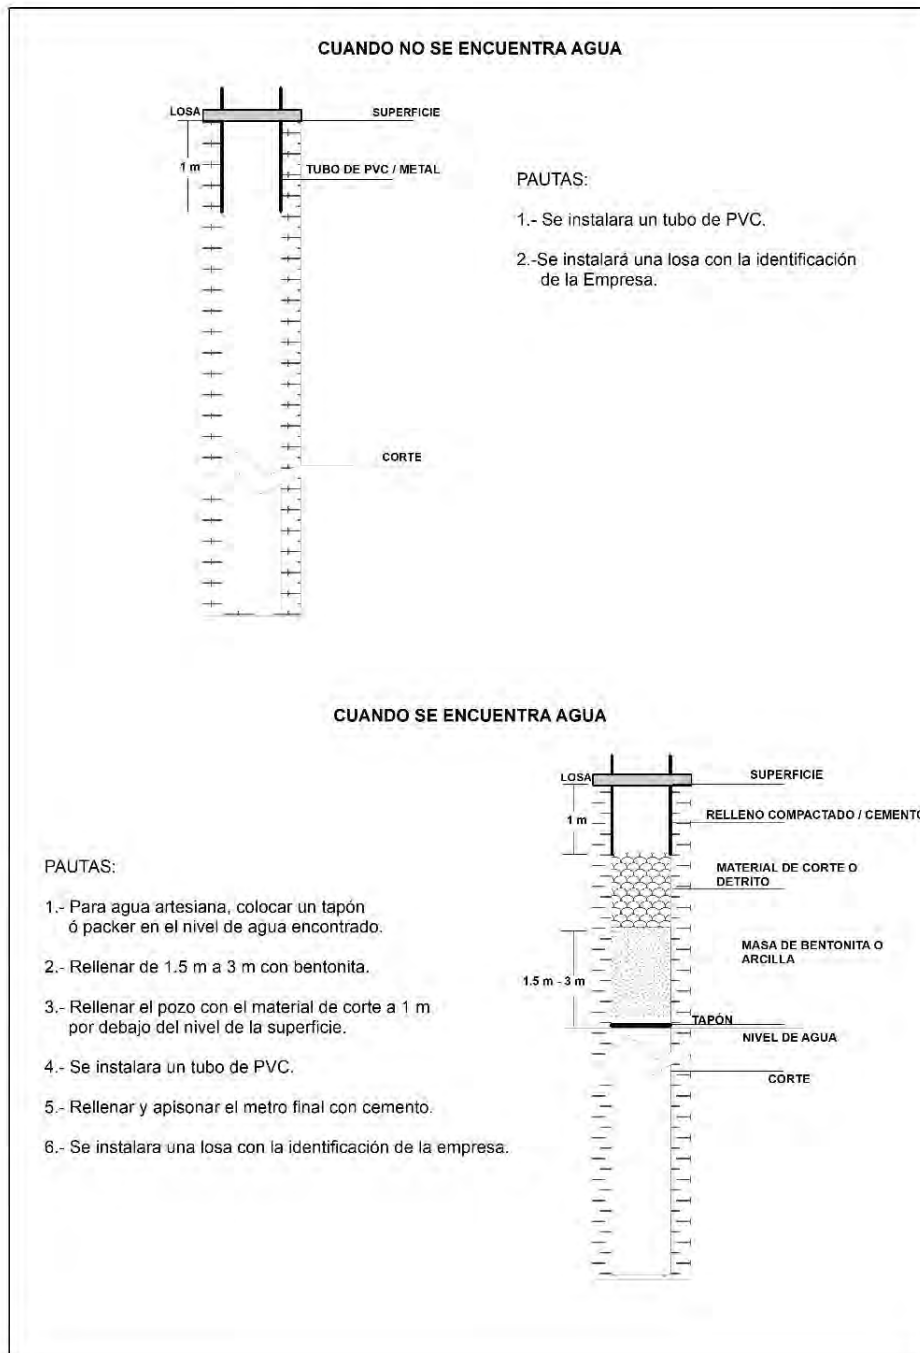 CUANDO NO SE ENCUENTRA AGUA
LOSA
SUPERFICIE
1 m
TUBO DE PVC / METAL
PAUTAS:
1.- Se instalara un tubo de PVC.
2.-Se instalará una losa con la identificación
de la Empresa.
CORTE
CUANDO SE ENCUENTRA AGUA
LOSA
SUPERFICIE
1 m
RELLENO COMPACTADO / CEMENTO
MATERIAL DE CORTE O
DETRITO
MASA DE BENTONITA O
ARCILLA
1.5 m - 3 m
TAPÓN
NIVEL DE AGUA
CORTE
PAUTAS:
1.- Para agua artesiana, colocar un tapón
ó packer en el nivel de agua encontrado.
2.- Rellenar de 1.5 m a 3 m con bentonita.
3.- Rellenar el pozo con el material de corte a 1 m
por debajo del nivel de la superficie.
4.- Se instalara un tubo de PVC.
5.- Rellenar y apisonar el metro final con cemento.
6.- Se instalara una losa con la identificación de la empresa.